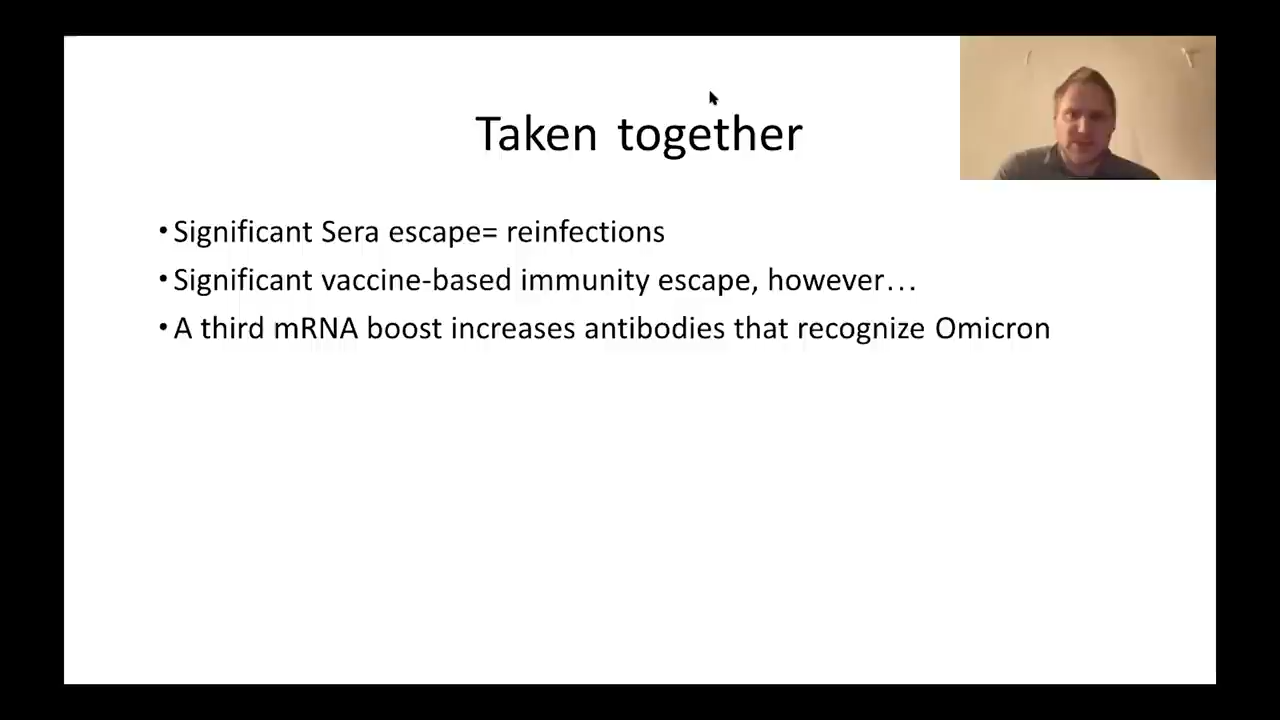 Taken together
• Significant Sera escape= reinfections
• Significant vaccine-based immunity escape, however…
• A third mRNA boost increases antibodies that recognize Omicron